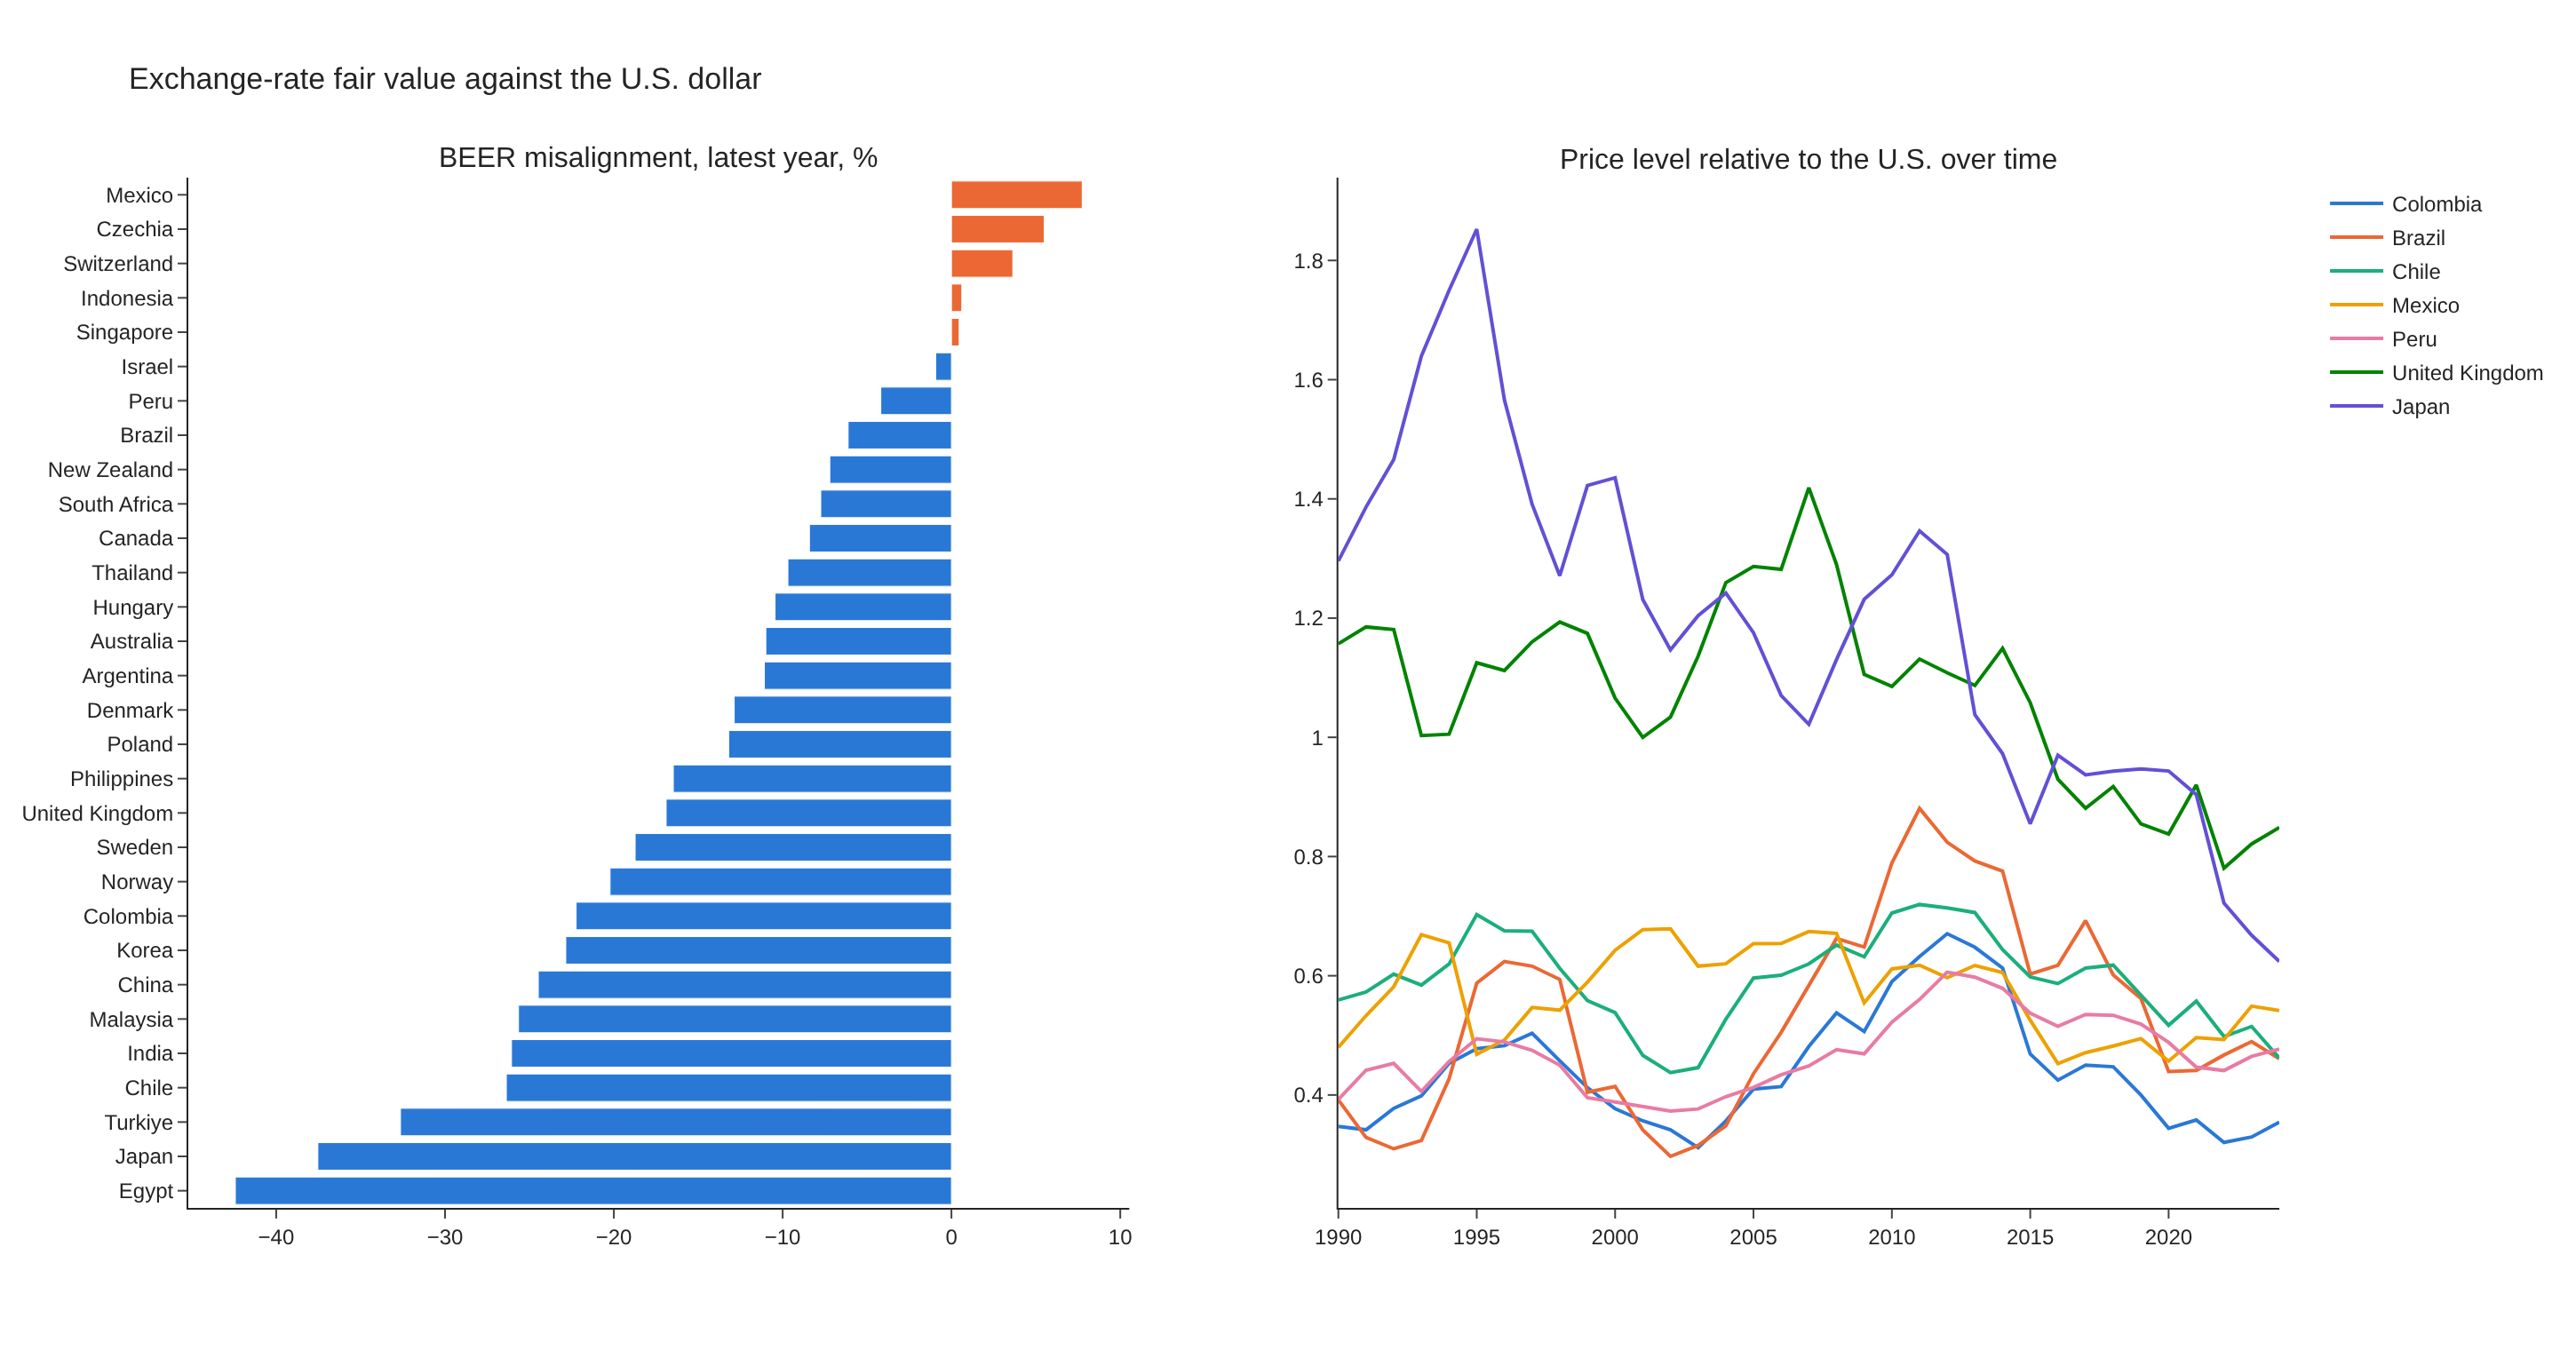 Exchange-rate fair value against the U.S. dollar
BEER misalignment, latest year, %
Mexico
Czechia
Switzerland
Indonesia
Singapore
Israel
Peru
Brazil
New Zealand
South Africa
Canada
Thailand
Hungary
Australia
Argentina
Denmark
Poland
Philippines
United Kingdom
Sweden
Norway
Colombia
Korea
China
Malaysia
India
Chile
Turkiye
Japan
Egypt
−40 −30 −20 −10 0 10
Price level relative to the U.S. over time
1.8
1.6
1.4
1.2
1
0.8
0.6
0.4
1990 1995 2000 2005 2010 2015 2020
Colombia
Brazil
Chile
Mexico
Peru
United Kingdom
Japan